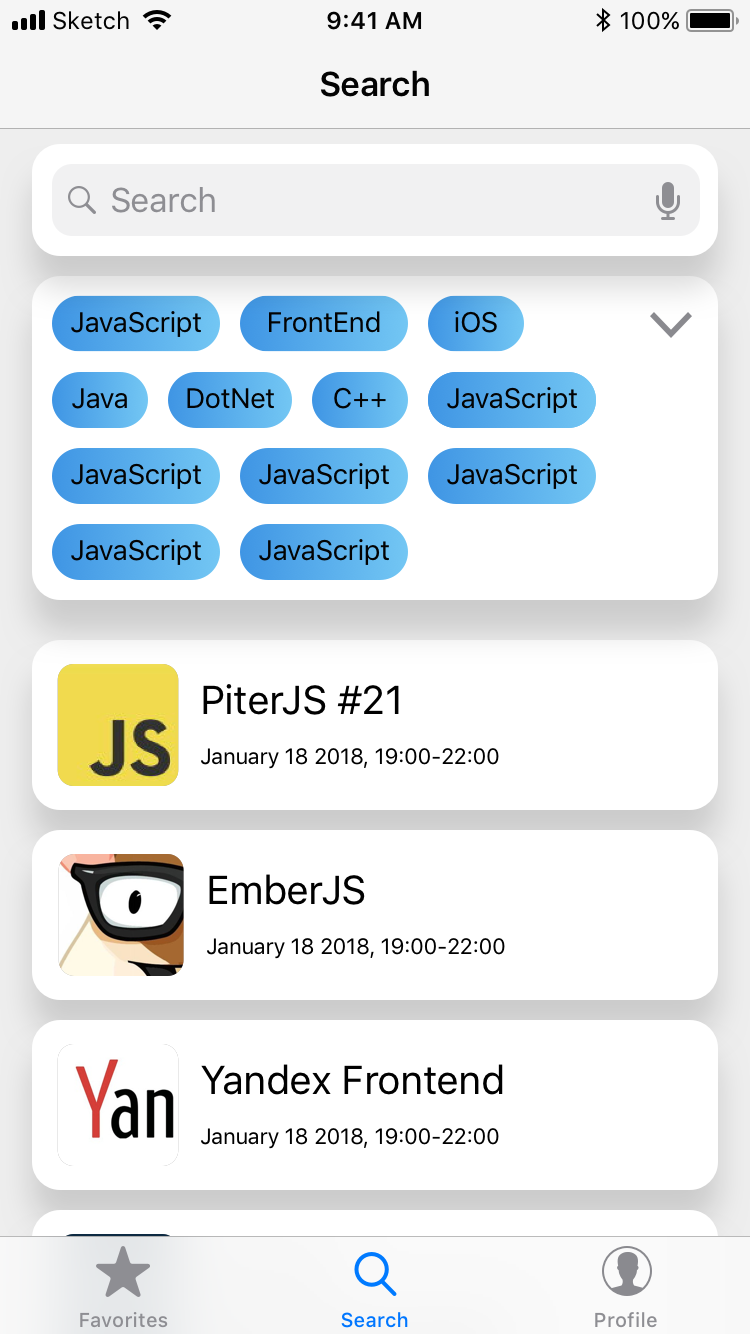 Sketch 9:41 AM 100%
Search
Search
JavaScript FrontEnd iOS
Java DotNet C++ JavaScript
JavaScript JavaScript JavaScript
JavaScript JavaScript
JS
PiterJS #21
January 18 2018, 19:00-22:00
EmberJS
January 18 2018, 19:00-22:00
Yan
Yandex Frontend
January 18 2018, 19:00-22:00
Favorites Search Profile